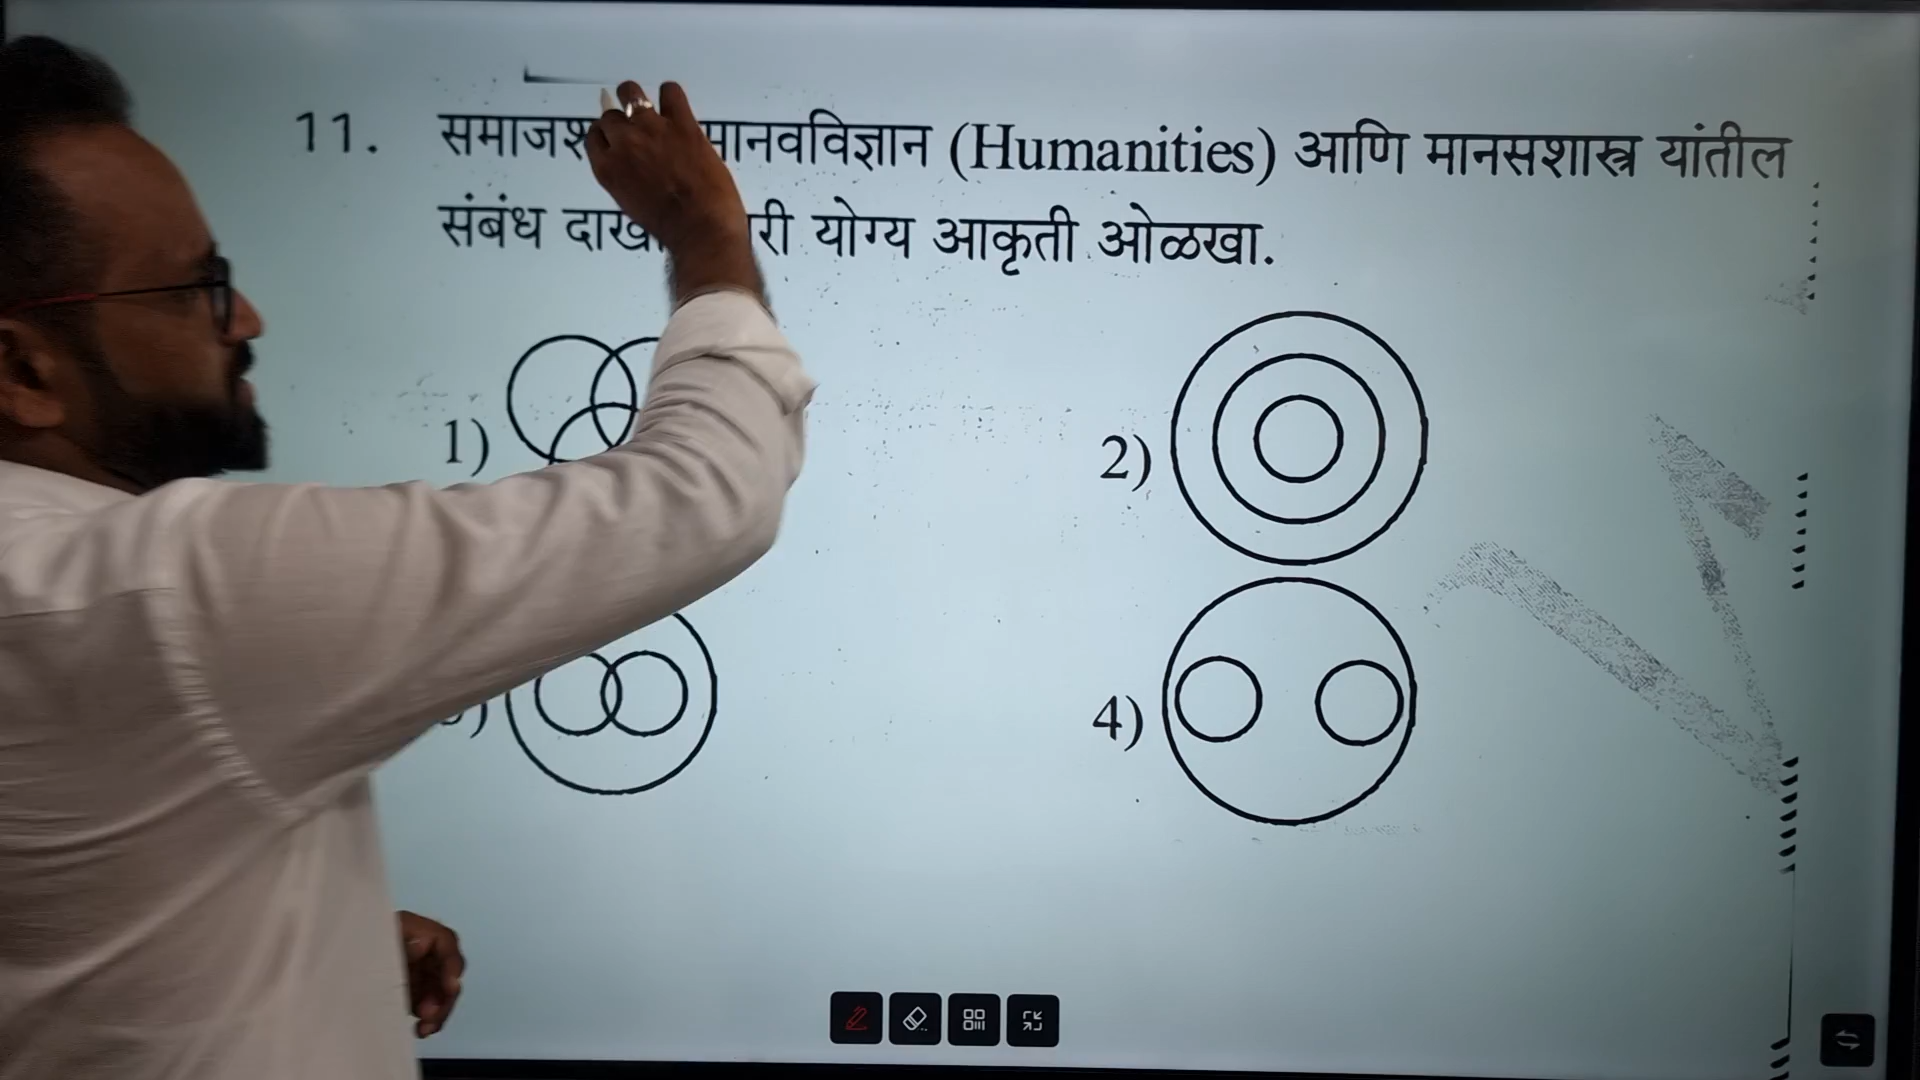 11. समाजश मानवविज्ञान (Humanities) आणि मानसशास्त्र यांतील
संबंध री योग्य आकृती ओळखा.
1)
2)
4)